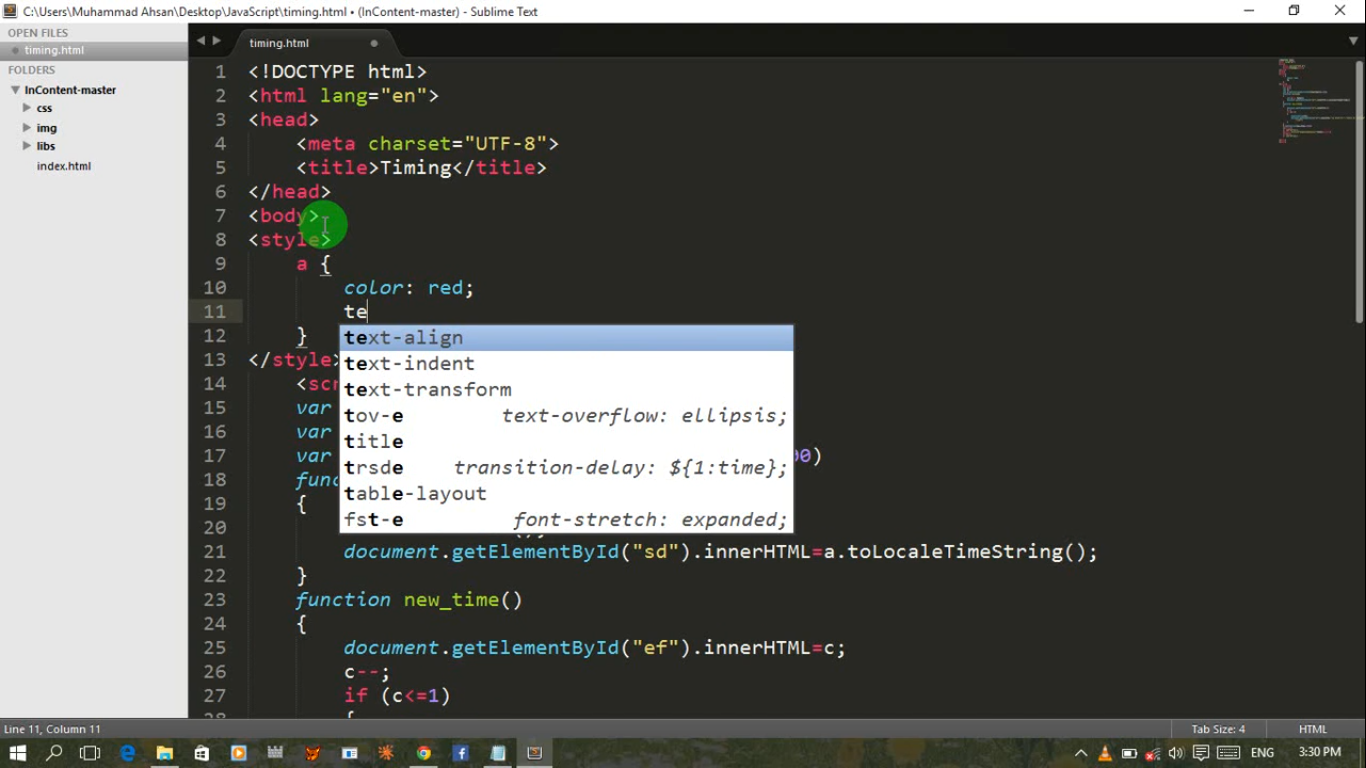 C:\Users\Muhammad Ahsan\Desktop\JavaScript\timing.html • (InContent-master) - Sublime Text
OPEN FILES
timing.html
FOLDERS
InContent-master
css
img
libs
index.html
timing.html
1 <!DOCTYPE html>
2 <html lang="en">
3 <head>
4 <meta charset="UTF-8">
5 <title>Timing</title>
6 </head>
7 <body>
8 <style>
9 a {
10 color: red;
11 te
12 }
13 </style>
14 <scr
15 var
16 var
17 var 00)
18 func
19 {
20 ();
21 document.getElementById("sd").innerHTML=a.toLocaleTimeString();
22 }
23 function new_time()
24 {
25 document.getElementById("ef").innerHTML=c;
26 c--;
27 if (c<=1)
28 {
text-align
text-indent
text-transform
tov-e text-overflow: ellipsis;
title
trsde transition-delay: ${1:time};
table-layout
fst-e font-stretch: expanded;
Line 11, Column 11
Tab Size: 4
HTML
ENG
3:30 PM